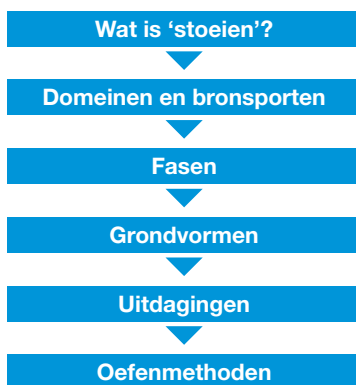 Wat is ‘stoeien’?
Domeinen en bronsporten
Fasen
Grondvormen
Uitdagingen
Oefenmethoden